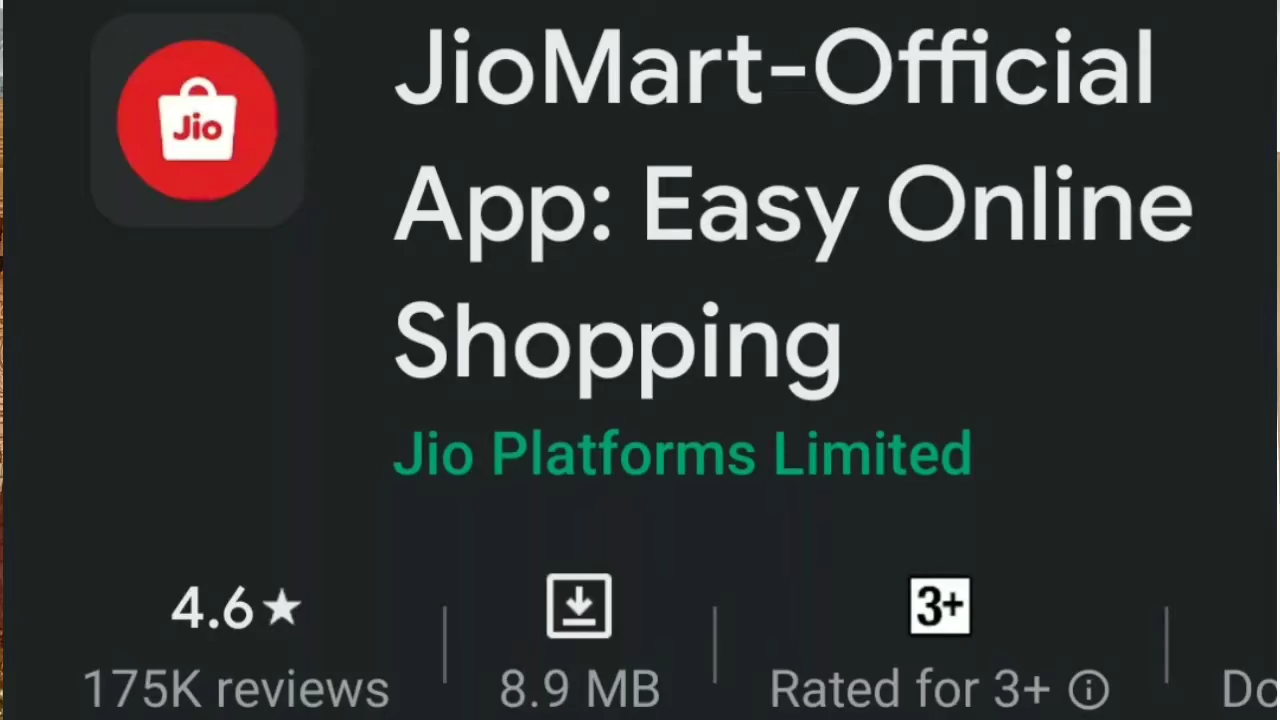 Jio
JioMart-Official
App: Easy Online
Shopping
Jio Platforms Limited
4.6★
3+
175K reviews
8.9 MB
Rated for 3+